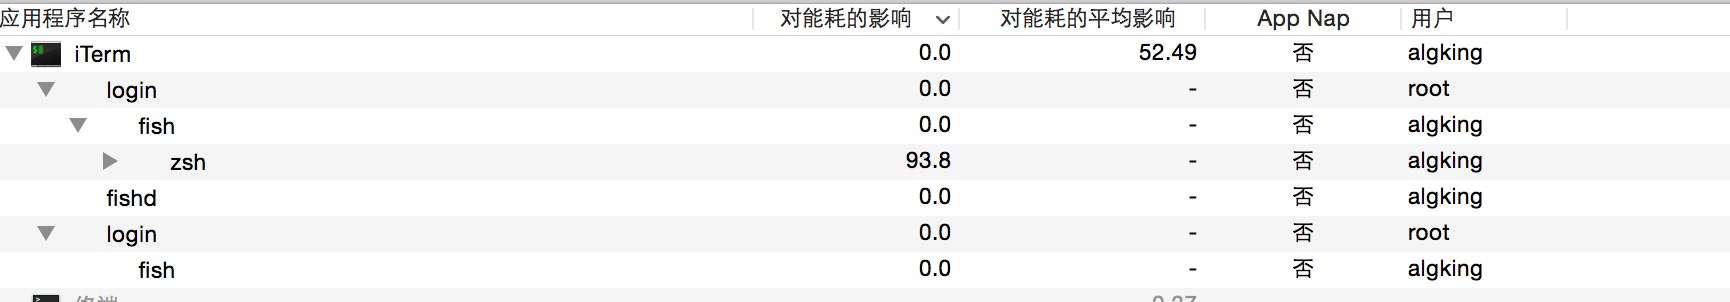 应用程序名称 对能耗的影响 对能耗的平均影响 App Nap 用户
iTerm 0.0 52.49 否 algking
login 0.0 - 否 root
fish 0.0 - 否 algking
zsh 93.8 - 否 algking
fishd 0.0 - 否 algking
login 0.0 - 否 root
fish 0.0 - 否 algking